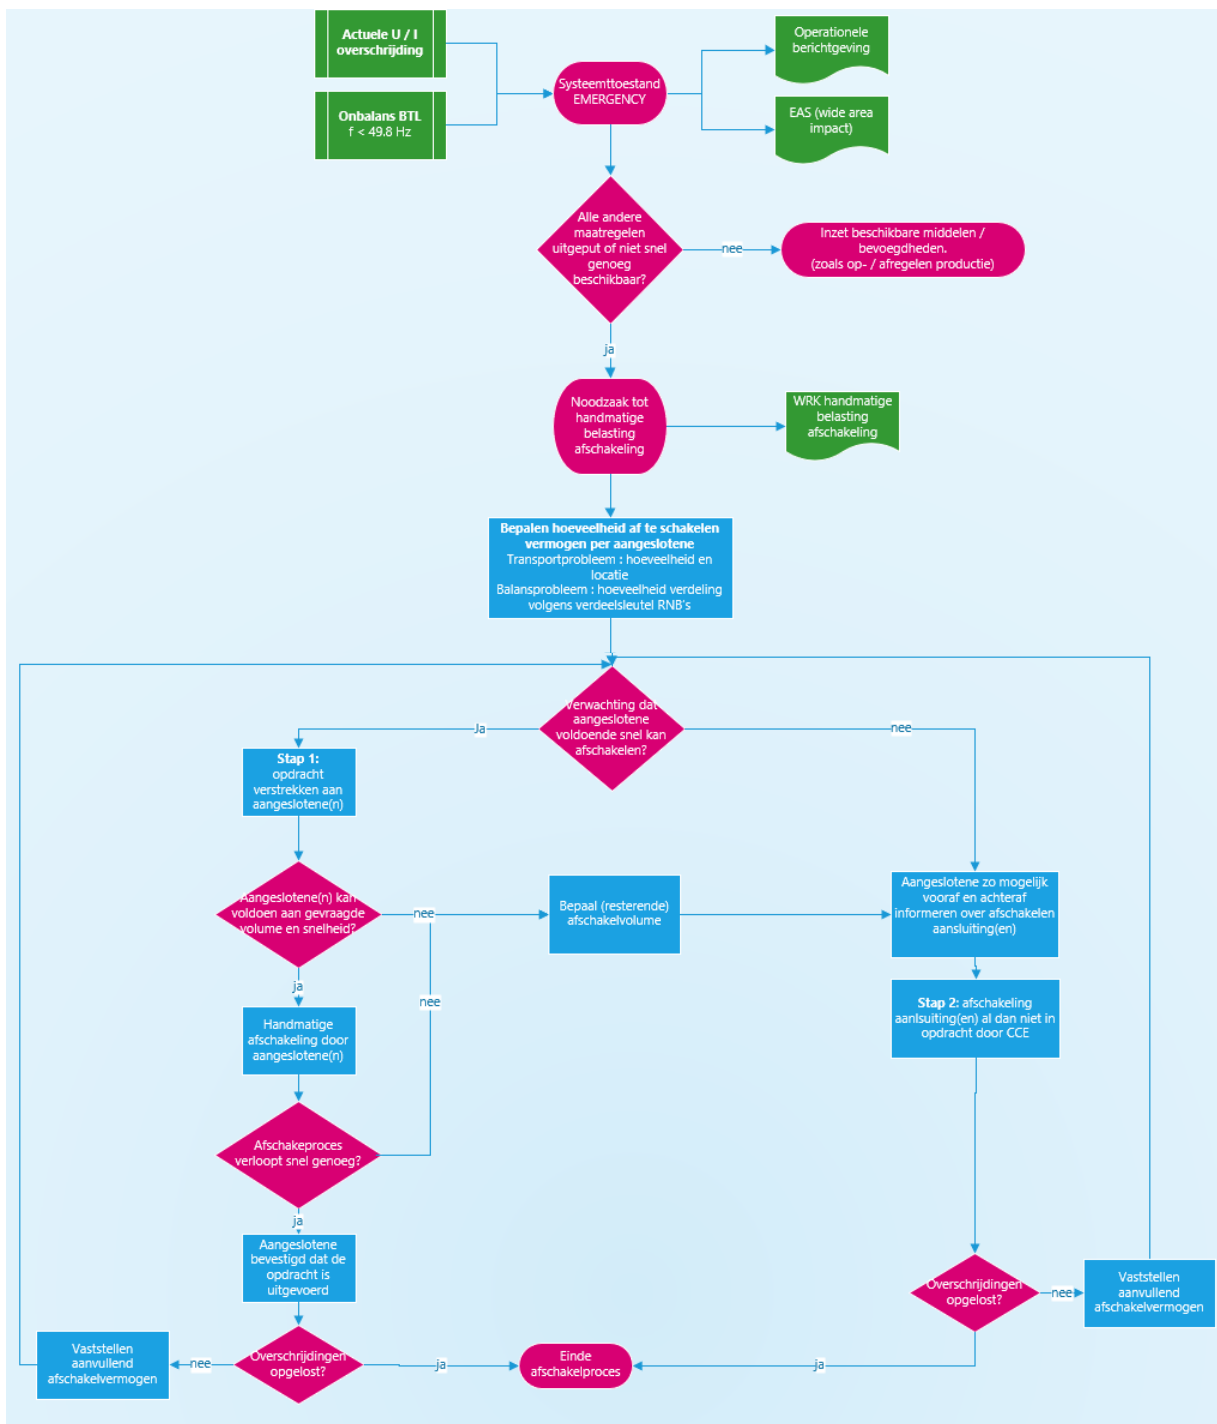 Actuele U / I
overschrijding
Operationele
berichtgeving
Systeemttoestand
EMERGENCY
Onbalans BTL
f < 49.8 Hz
EAS (wide area
impact)
Alle andere
maatregelen
uitgeput of niet snel
genoeg
beschikbaar?
nee
Inzet beschikbare middelen /
bevoegdheden.
(zoals op- / afregelen productie)
ja
Noodzaak tot
handmatige
belasting
afschakeling
WRK handmatige
belasting
afschakeling
Bepalen hoeveelheid af te schakelen
vermogen per aangeslotene
Transportprobleem : hoeveelheid en
locatie
Balansprobleem : hoeveelheid verdeling
volgens verdeelsleutel RNB's
Verwachting dat
aangeslotene
voldoende snel kan
afschakelen?
Ja
nee
Stap 1:
opdracht
verstrekken aan
aangeslotene(n)
Aangeslotene(n) kan
voldoen aan gevraagde
volume en snelheid?
nee
Bepaal (resterende)
afschakelvolume
Aangeslotene zo mogelijk
vooraf en achteraf
informeren over afschakelen
aansluiting(en)
ja
nee
Handmatige
afschakeling door
aangeslotene(n)
Stap 2: afschakeling
aanlsuiting(en) al dan niet in
opdracht door CCE
Afschakeproces
verloopt snel genoeg?
ja
Aangeslotene
bevestigd dat de
opdracht is
uitgevoerd
Overschrijdingen
opgelost?
nee
Vaststellen
aanvullend
afschakelvermogen
Vaststellen
aanvullend
afschakelvermogen
nee
Overschrijdingen
opgelost?
ja
Einde
afschakelproces
ja